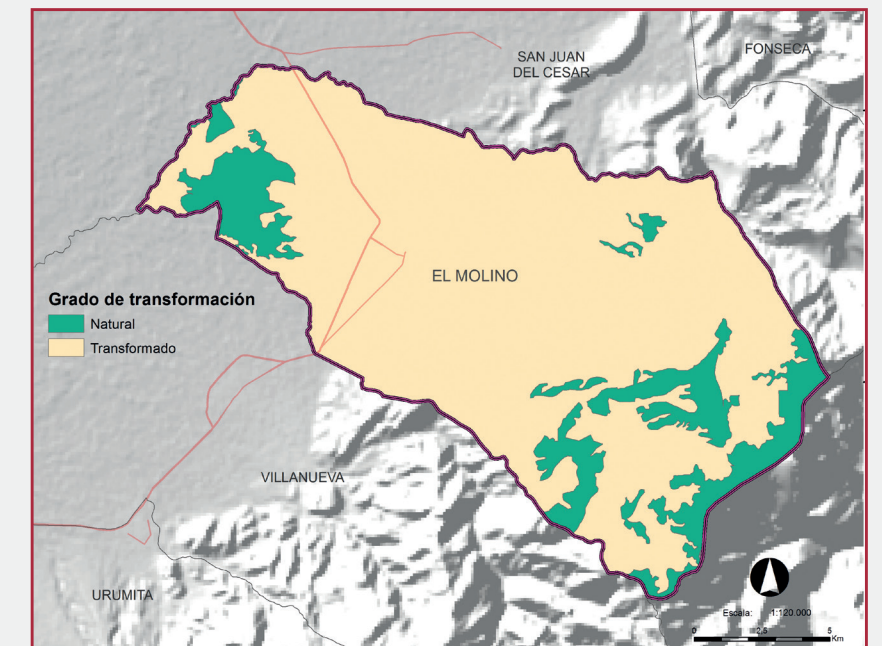 SAN JUAN
DEL CESAR
FONSECA
EL MOLINO
Grado de transformación
Natural
Transformado
VILLANUEVA
URUMITA
Escala: 1:120.000
0 2,5 5
Km